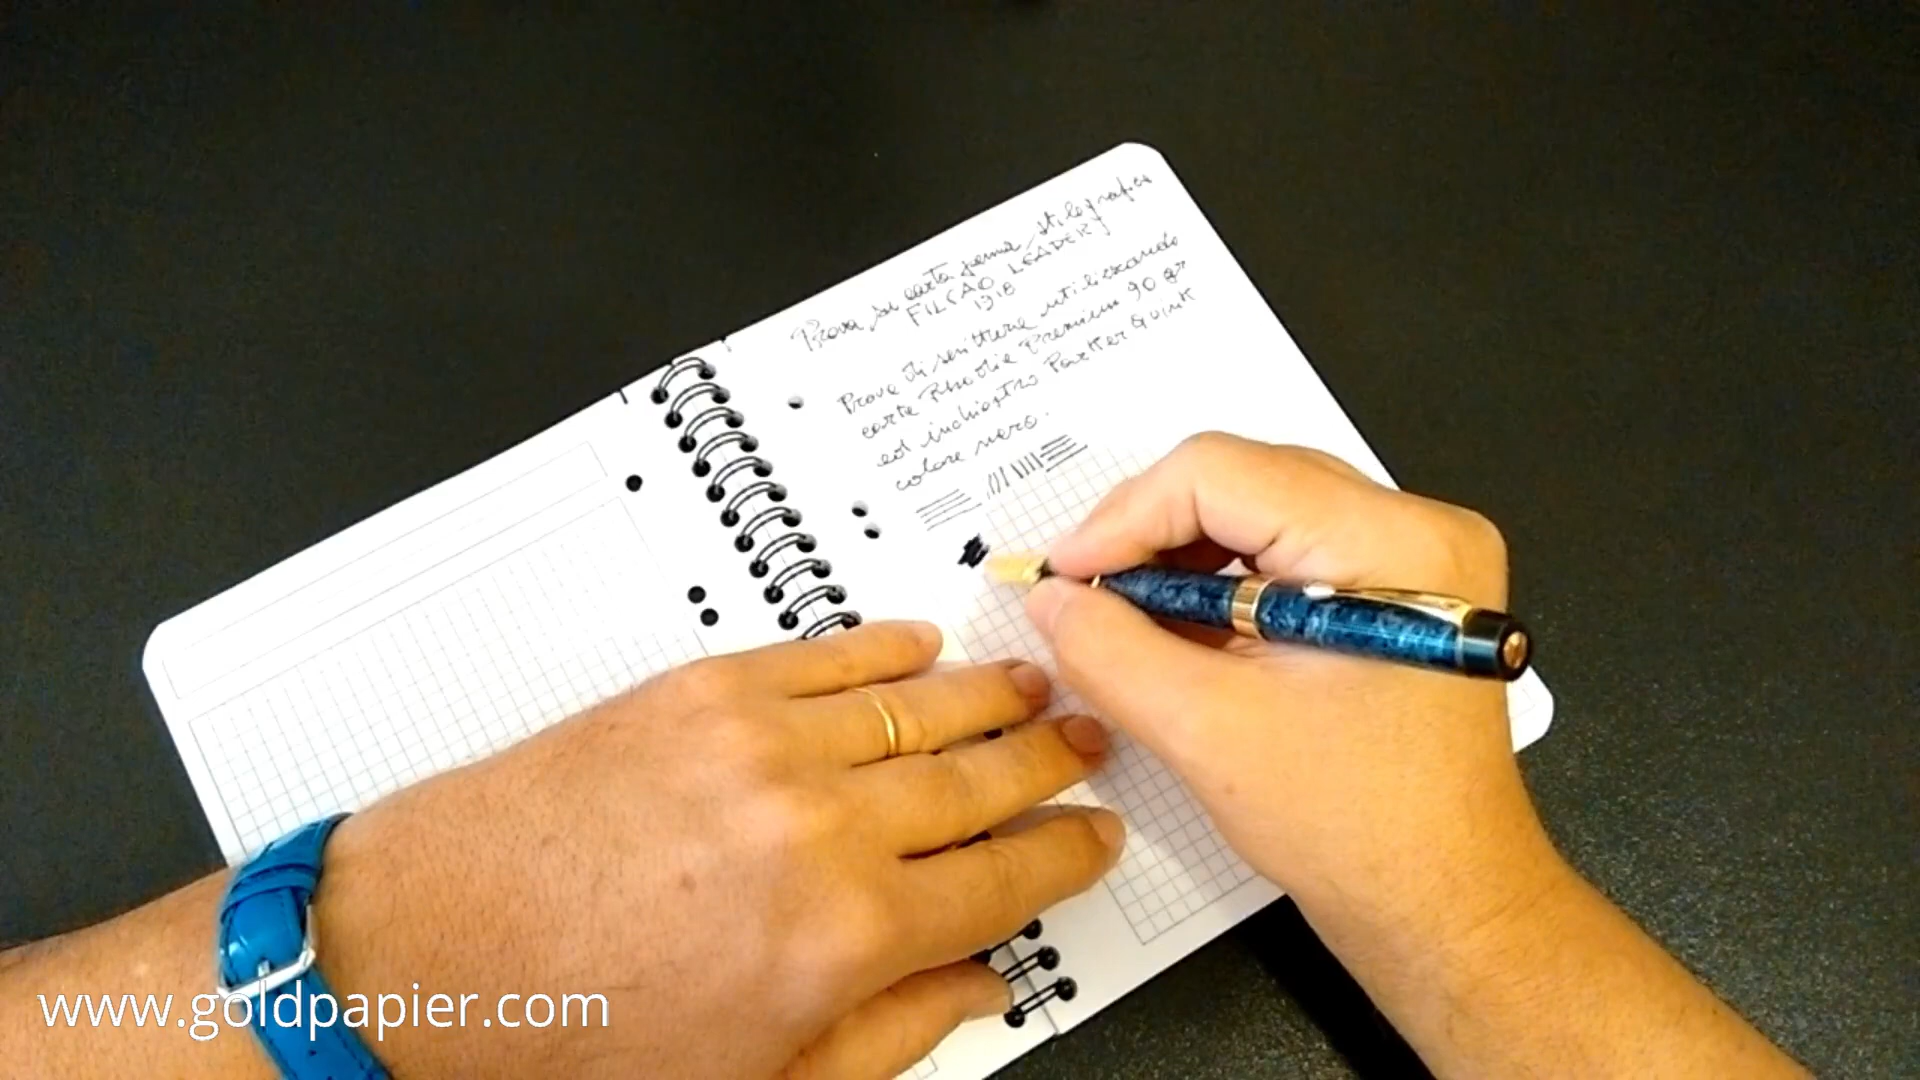 Prova su carta penna stilografica
FILCAO LEADER
1918
Prova di scrittura utilizzando
carta Rhodia Premium 90 gr
ed inchiostro Parker Quink
colore nero.
www.goldpapier.com